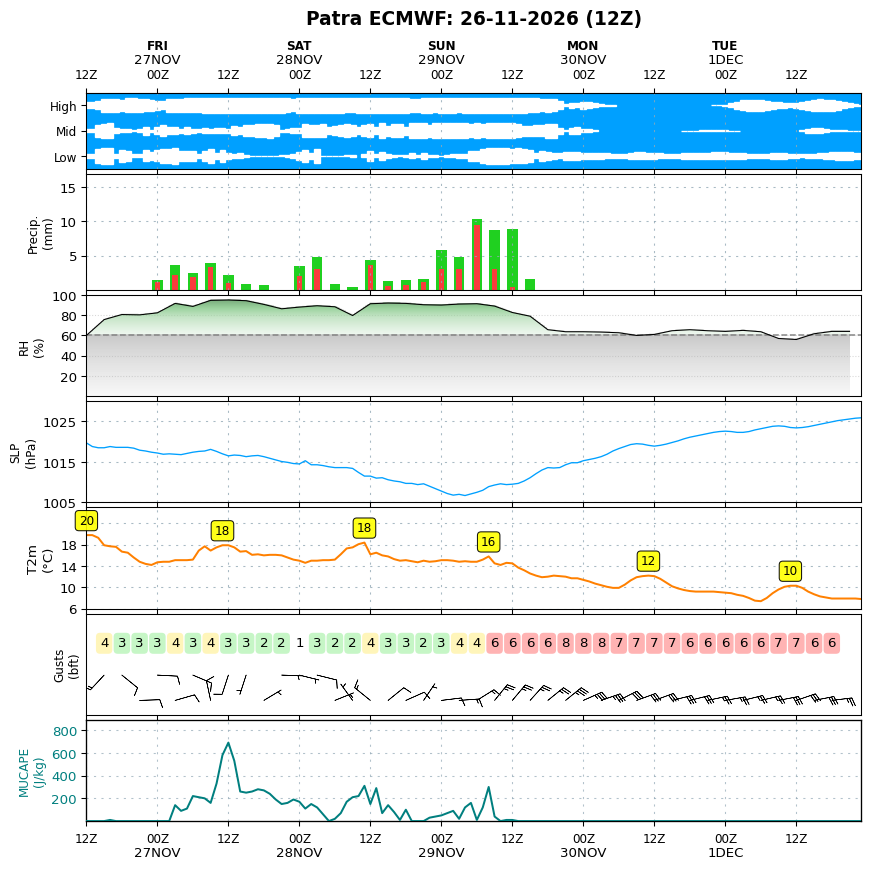 Patra ECMWF: 26-11-2026 (12Z)
FRI SAT SUN MON TUE
27NOV 28NOV 29NOV 30NOV 1DEC
12Z 00Z 12Z 00Z 12Z 00Z 12Z 00Z 12Z 00Z 12Z
High
Mid
Low
Precip.
(mm)
15
10
5
RH
(%)
100
80
60
40
20
SLP
(hPa)
1025
1015
1005
T2m
(°C)
18
14
10
6
20 18 18 16 12 10
Gusts
(bft)
4 3 3 3 4 3 4 3 3 2 2 1 3 2 2 4 3 3 2 3 4 4 6 6 6 6 8 8 8 7 7 7 7 7 6 6 6 6 7 7 6 6
MUCAPE
(J/kg)
800
600
400
200
12Z 00Z 12Z 00Z 12Z 00Z 12Z 00Z 12Z 00Z 12Z
27NOV 28NOV 29NOV 30NOV 1DEC